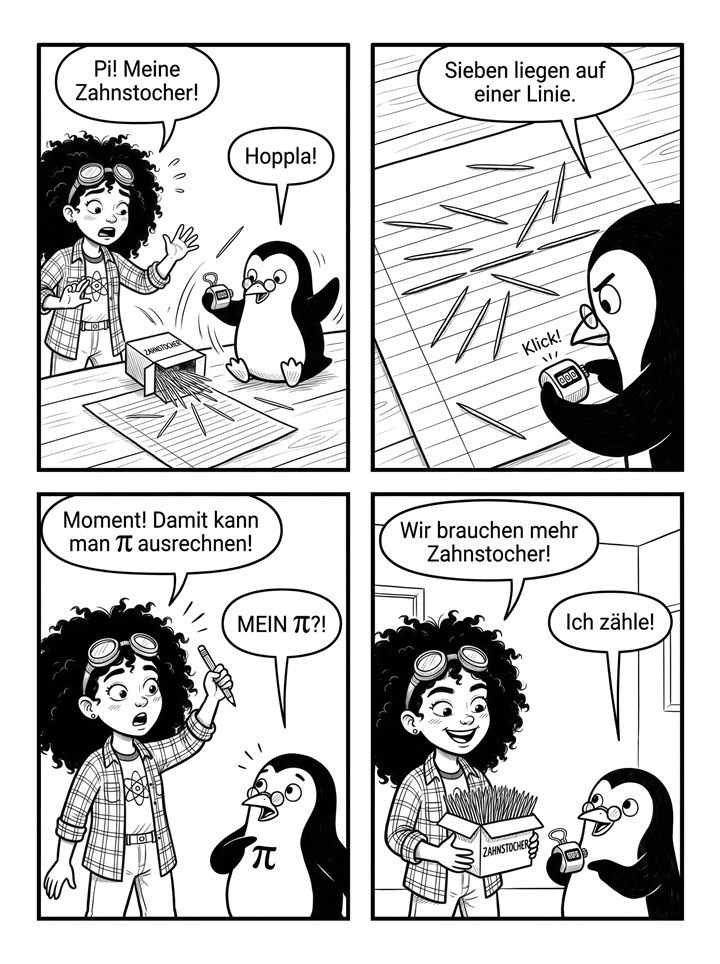 Pi! Meine
Zahnstocher!
Hoppla!
ZAHNSTOCHER
Sieben liegen auf
einer Linie.
Klick!
000
Moment! Damit kann
man π ausrechnen!
MEIN π?!
π
Wir brauchen mehr
Zahnstocher!
Ich zähle!
ZAHNSTOCHER